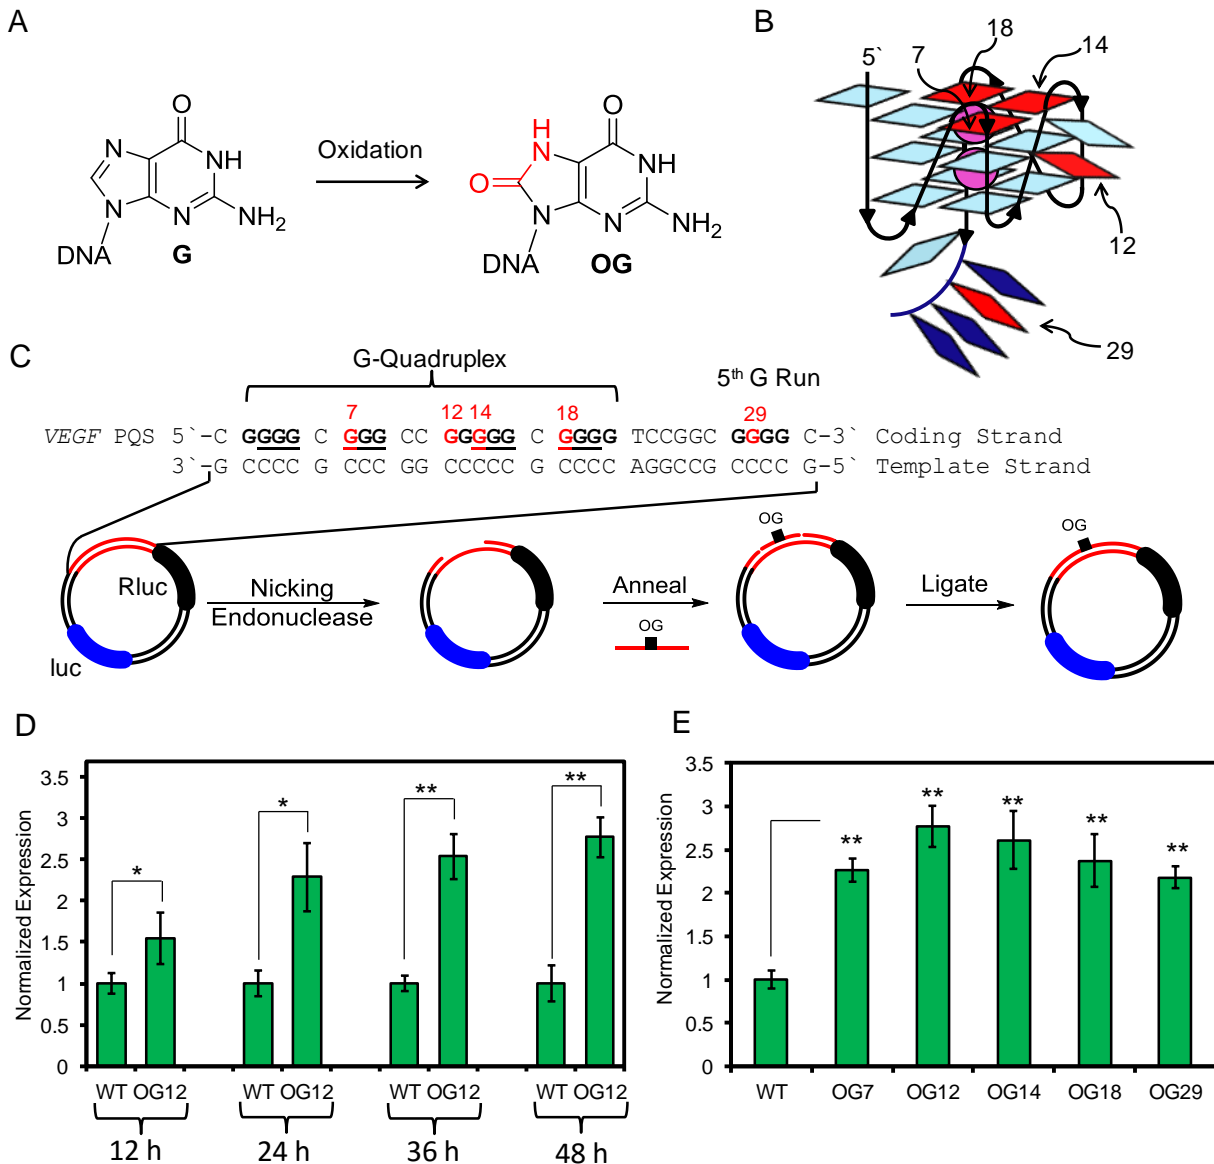 A
O
N
NH
N
N
NH2
DNA
G
Oxidation
O
H
N
O
NH
N
N
NH2
DNA
OG
B
5`
7
18
14
12
29
C
G-Quadruplex
5th G Run
7 12 14 18 29
VEGF PQS 5`-C GGGG C GGG CC GGGGG C GGGG TCCGGC GGGG C-3` Coding Strand
3`-G CCCC G CCC GG CCCCC G CCCC AGGCCG CCCC G-5` Template Strand
Rluc
luc
Nicking
Endonuclease
Anneal
OG
OG
Ligate
OG
D
Normalized Expression
3.5
3
2.5
2
1.5
1
0.5
0
*
*
**
**
WT OG12 WT OG12 WT OG12 WT OG12
12 h 24 h 36 h 48 h
E
Normalized Expression
3.5
3
2.5
2
1.5
1
0.5
0
**
**
**
**
**
WT OG7 OG12 OG14 OG18 OG29